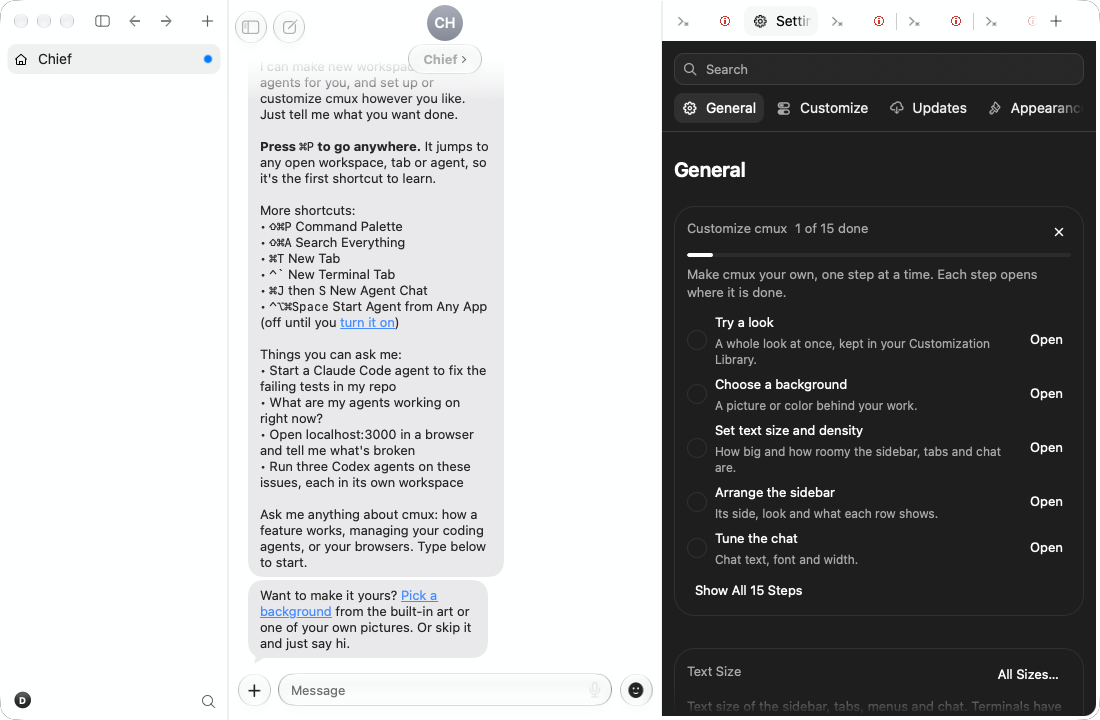 Chief
CH
Chief ›
I can make new workspac
agents for you, and set up or
customize cmux however you like.
Just tell me what you want done.
Press ⌘P to go anywhere. It jumps to
any open workspace, tab or agent, so
it's the first shortcut to learn.
More shortcuts:
• ⇧⌘P Command Palette
• ⇧⌘A Search Everything
• ⌘T New Tab
• ^` New Terminal Tab
• ⌘J then S New Agent Chat
• ^⌥⌘Space Start Agent from Any App
(off until you turn it on)
Things you can ask me:
• Start a Claude Code agent to fix the
failing tests in my repo
• What are my agents working on
right now?
• Open localhost:3000 in a browser
and tell me what's broken
• Run three Codex agents on these
issues, each in its own workspace
Ask me anything about cmux: how a
feature works, managing your coding
agents, or your browsers. Type below
to start.
Want to make it yours? Pick a
background from the built-in art or
one of your own pictures. Or skip it
and just say hi.
Message
D
Settin
Search
General Customize Updates Appearanc
General
Customize cmux 1 of 15 done
Make cmux your own, one step at a time. Each step opens
where it is done.
Try a look
A whole look at once, kept in your Customization
Library.
Open
Choose a background
A picture or color behind your work.
Open
Set text size and density
How big and how roomy the sidebar, tabs and chat
are.
Open
Arrange the sidebar
Its side, look and what each row shows.
Open
Tune the chat
Chat text, font and width.
Open
Show All 15 Steps
Text Size
All Sizes...
Text size of the sidebar, tabs, menus and chat. Terminals have